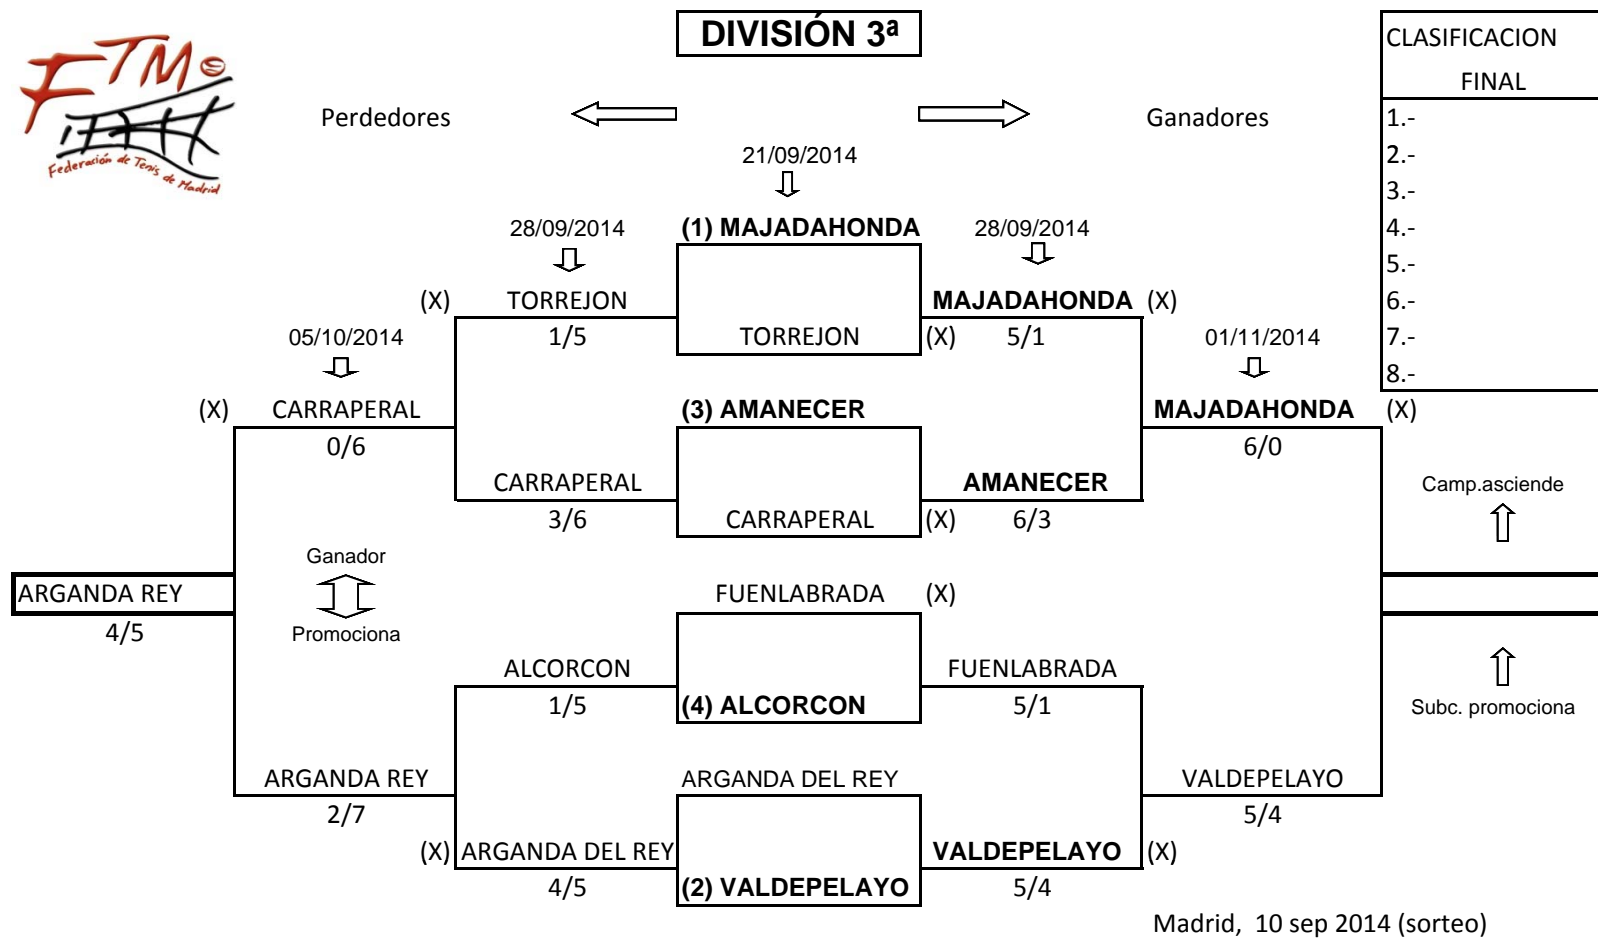 DIVISIÓN 3ª
FTM
Federación de Tenis de Madrid
CLASIFICACION
FINAL
Perdedores
Ganadores
1.-
2.-
3.-
4.-
5.-
6.-
7.-
8.-
21/09/2014
28/09/2014
(1) MAJADAHONDA
28/09/2014
(X) TORREJON
MAJADAHONDA (X)
1/5
TORREJON (X)
5/1
05/10/2014
01/11/2014
(X) CARRAPERAL
(3) AMANECER
MAJADAHONDA (X)
0/6
6/0
CARRAPERAL
AMANECER
Camp.asciende
3/6
CARRAPERAL (X)
6/3
Ganador
ARGANDA REY
FUENLABRADA (X)
4/5
Promociona
ALCORCON
FUENLABRADA
1/5
(4) ALCORCON
5/1
Subc. promociona
ARGANDA REY
ARGANDA DEL REY
VALDEPELAYO
2/7
5/4
(X) ARGANDA DEL REY
VALDEPELAYO (X)
4/5
(2) VALDEPELAYO
5/4
Madrid, 10 sep 2014 (sorteo)